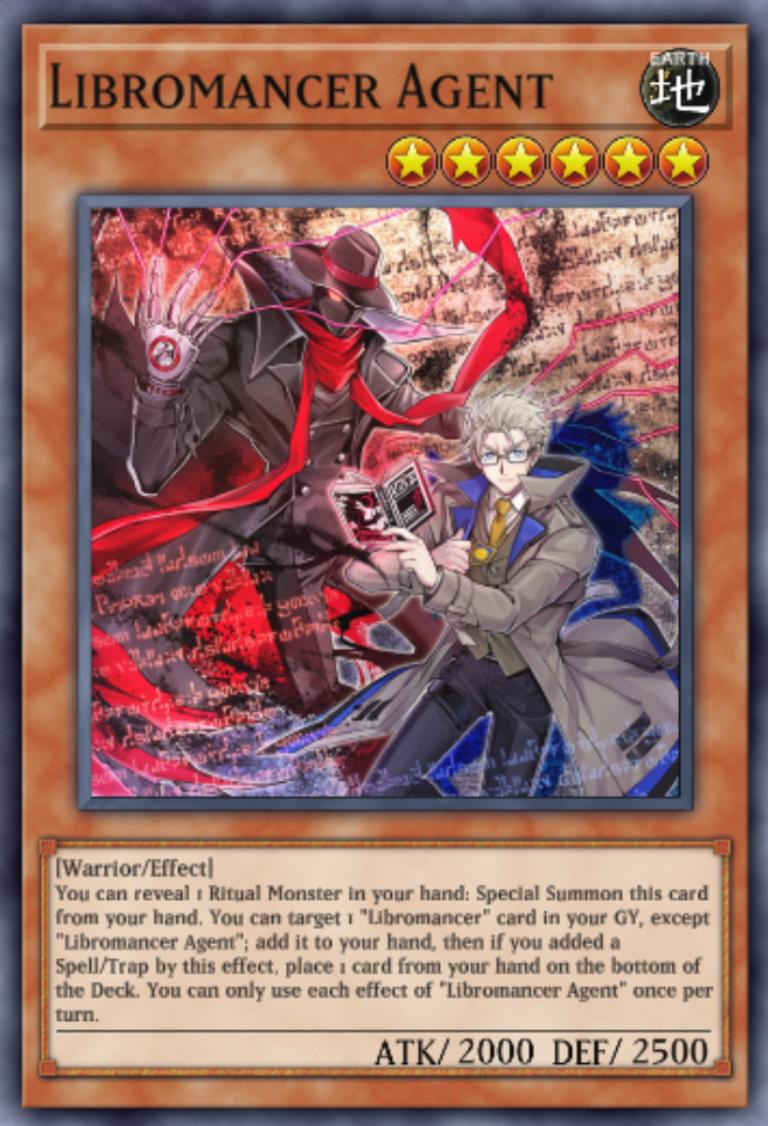 LIBROMANCER AGENT
EARTH
地
[Warrior/Effect]
You can reveal 1 Ritual Monster in your hand: Special Summon this card
from your hand. You can target 1 "Libromancer" card in your GY, except
"Libromancer Agent"; add it to your hand, then if you added a
Spell/Trap by this effect, place 1 card from your hand on the bottom of
the Deck. You can only use each effect of "Libromancer Agent" once per
turn.
ATK/ 2000 DEF/ 2500